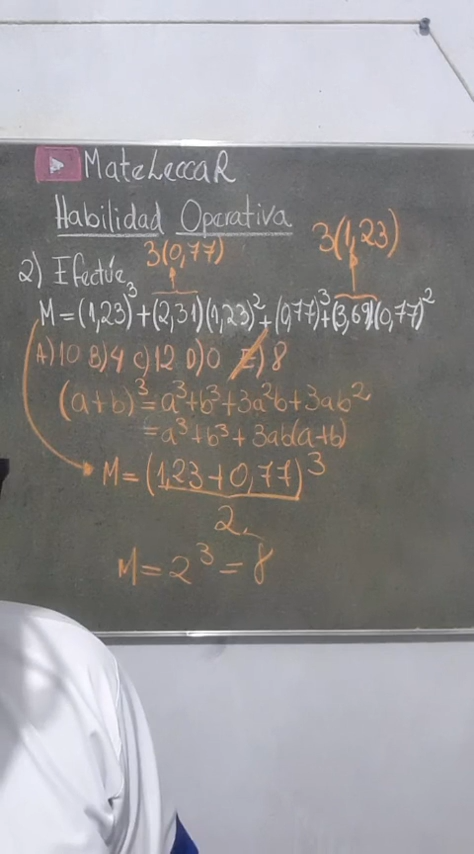 MateLeccaR
Habilidad Operativa
3(0,77) 3(1,23)
2) Efectúe
M=(1,23)³+(2,31)(1,23)²+(0,77)³+(3,69)(0,77)²
A)10 B)4 C)12 D)0 E)8
(a+b)³=a³+b³+3a²b+3ab²
=a³+b³+3ab(a+b)
M=(1,23+0,77)³
2
M=2³=8